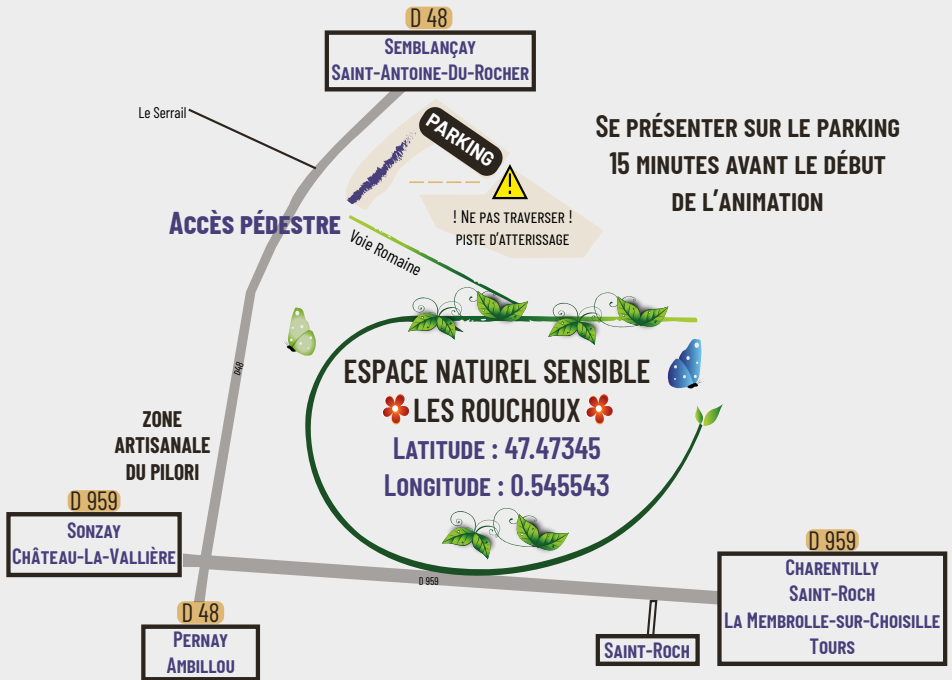 D 48
SEMBLANÇAY
SAINT-ANTOINE-DU-ROCHER
Le Serrail
PARKING
SE PRÉSENTER SUR LE PARKING
15 MINUTES AVANT LE DÉBUT
DE L'ANIMATION
! NE PAS TRAVERSER !
PISTE D'ATTERISSAGE
ACCÈS PÉDESTRE
Voie Romaine
D48
ESPACE NATUREL SENSIBLE
LES ROUCHOUX
LATITUDE : 47.47345
LONGITUDE : 0.545543
ZONE
ARTISANALE
DU PILORI
D 959
SONZAY
CHÂTEAU-LA-VALLIÈRE
D 959
D 48
PERNAY
AMBILLOU
SAINT-ROCH
D 959
CHARENTILLY
SAINT-ROCH
LA MEMBROLLE-SUR-CHOISILLE
TOURS